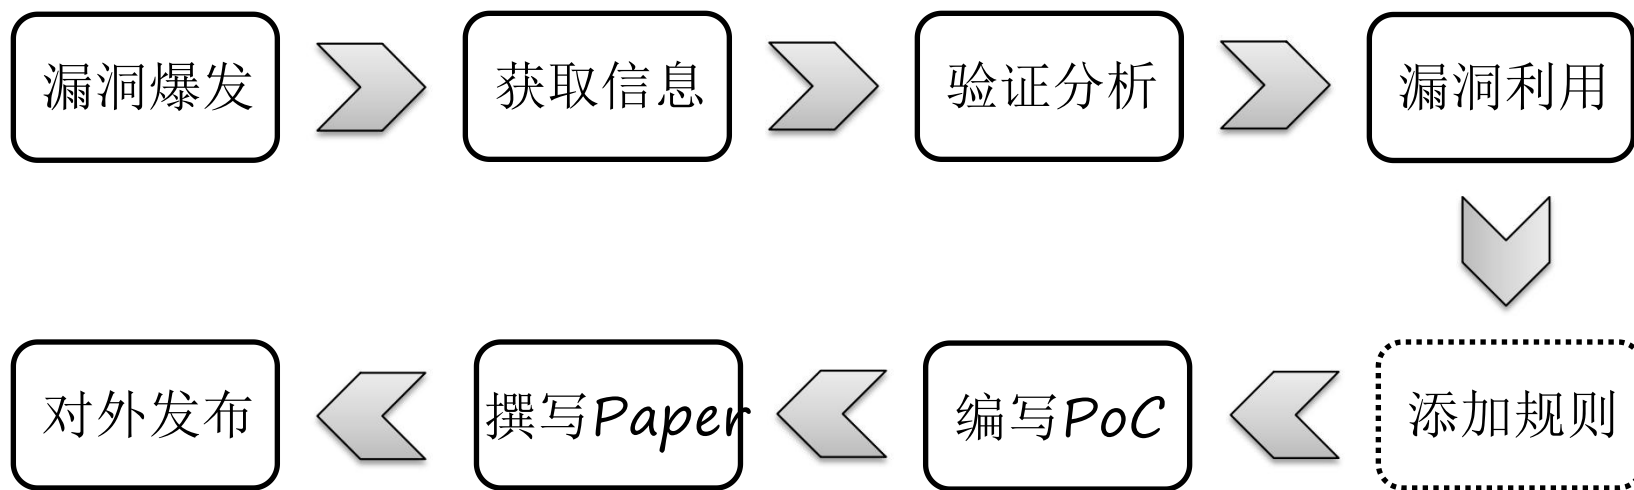 漏洞爆发
获取信息
验证分析
漏洞利用
添加规则
编写PoC
撰写Paper
对外发布